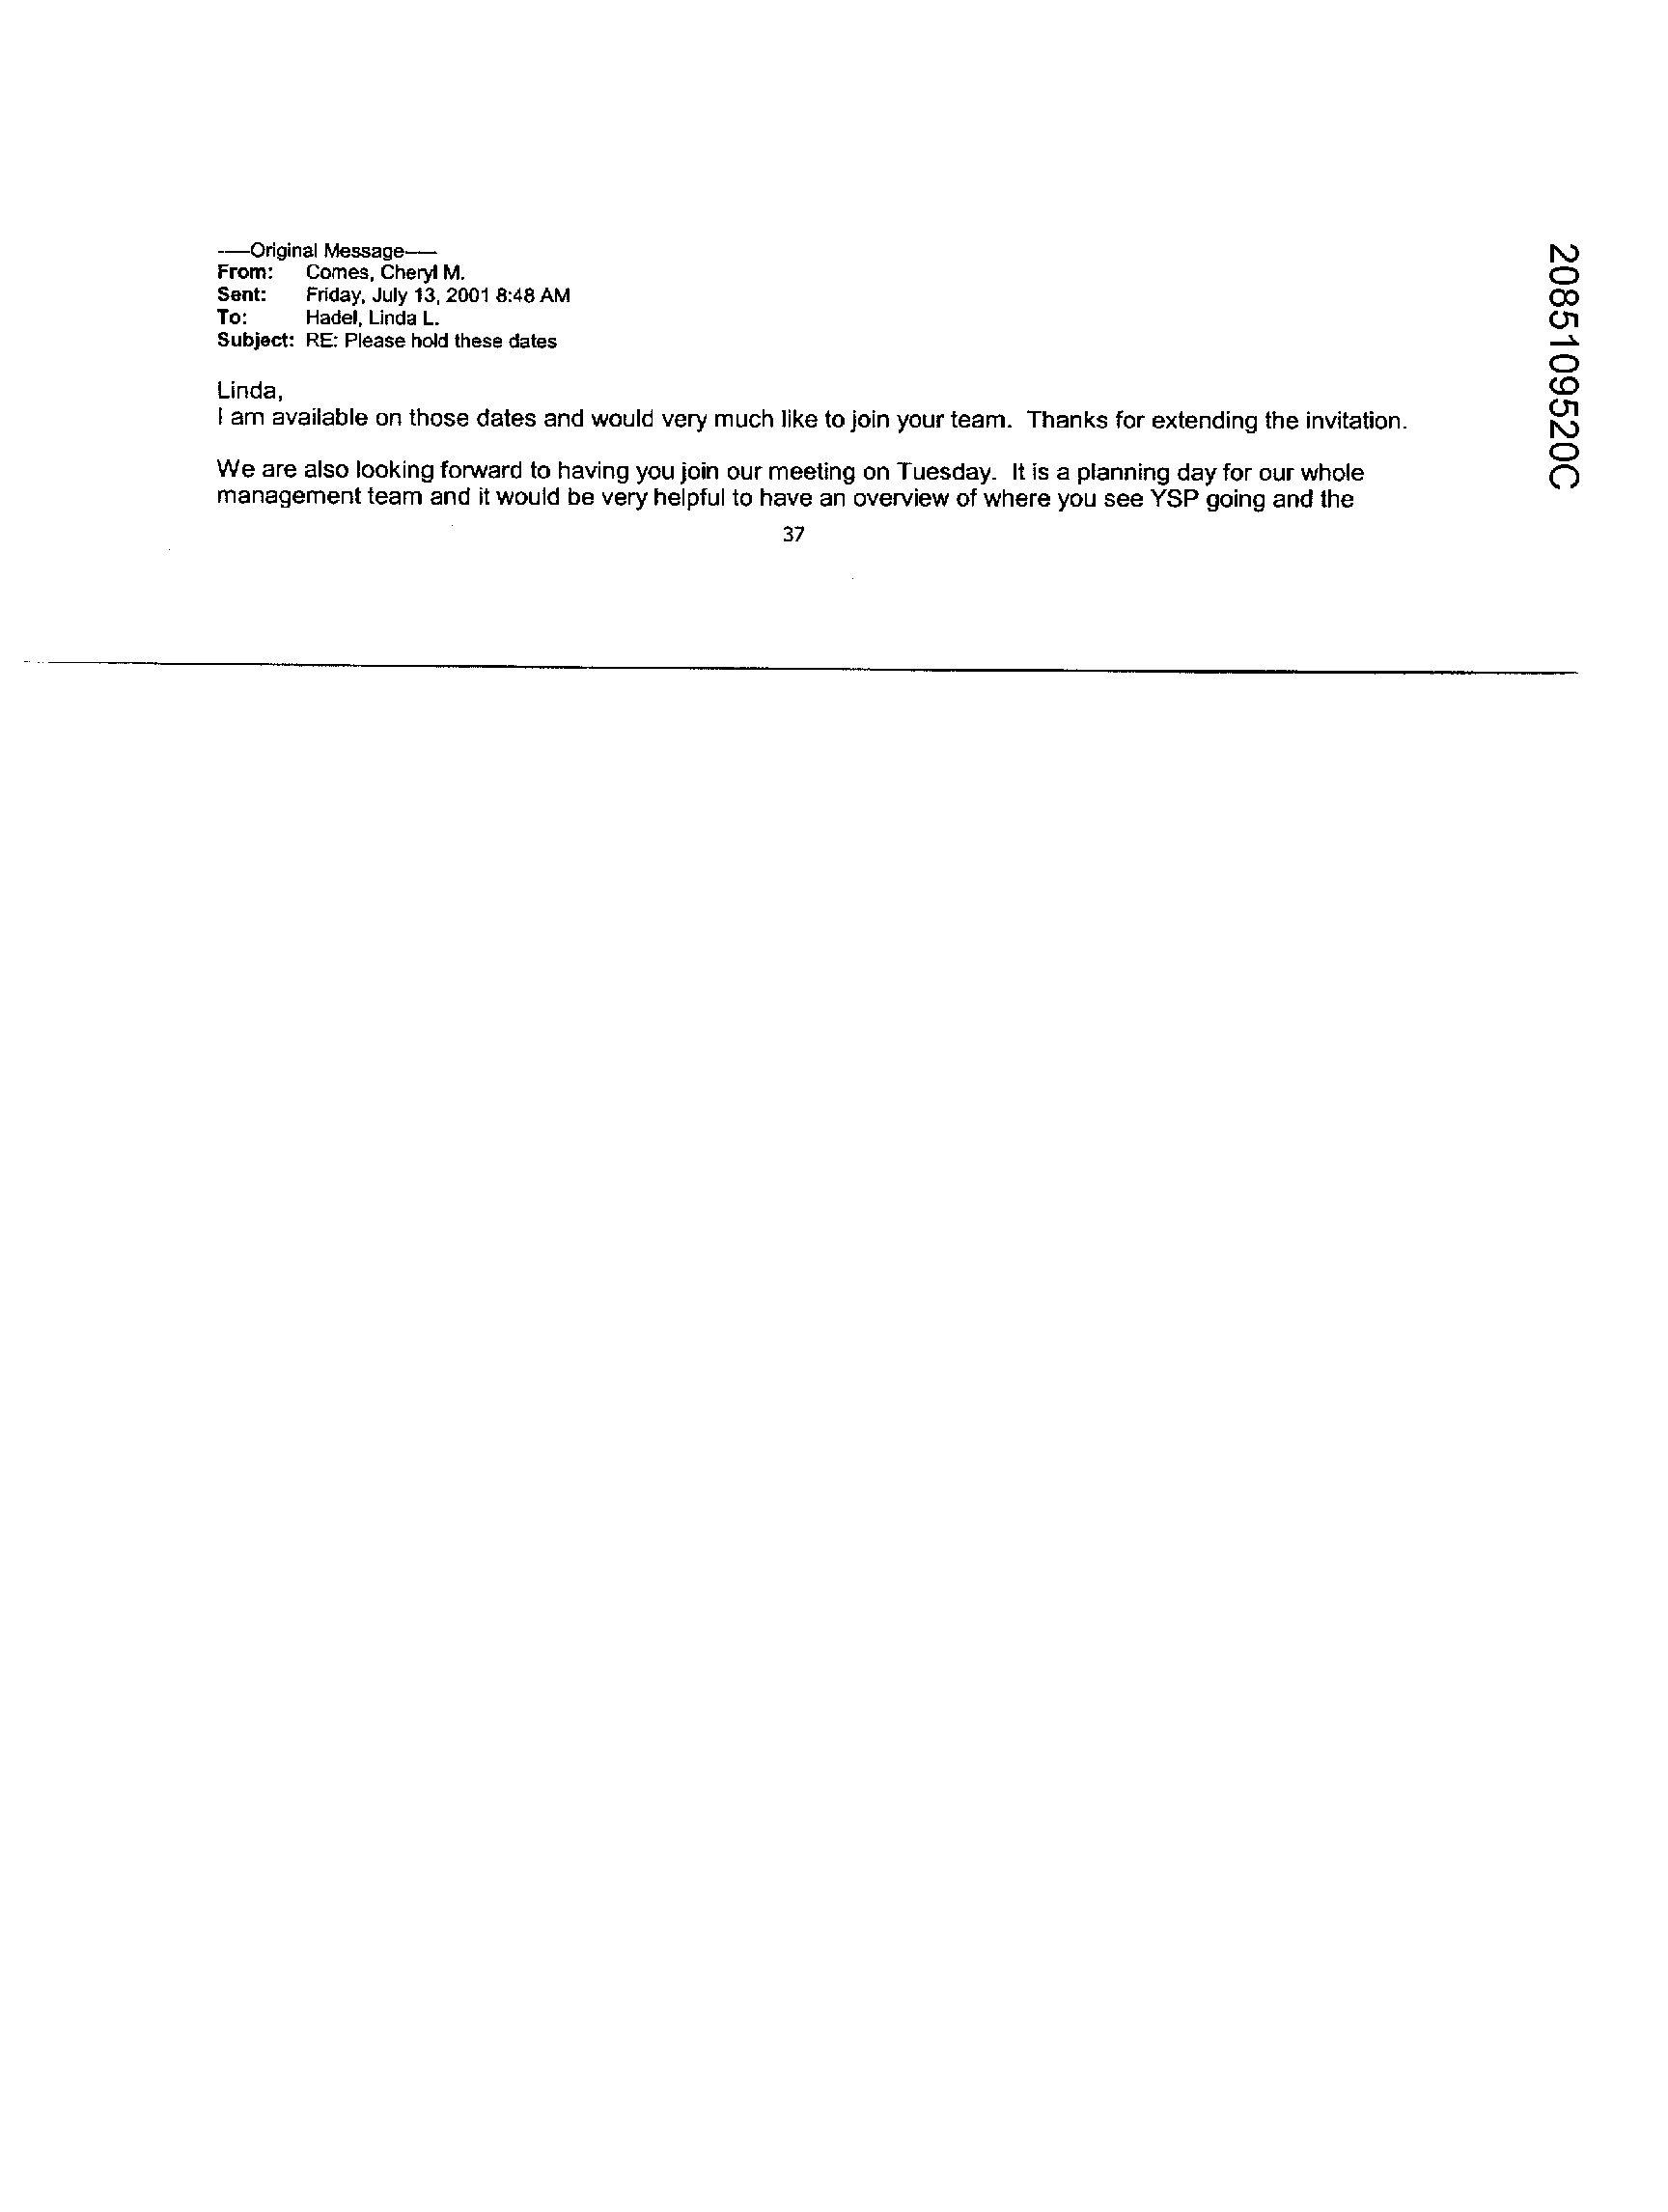 -----Original Message-----
From: Comes, Cheryl M.
Sent: Friday, July 13, 2001 8:48 AM
To: Hadel, Linda L.
Subject: RE: Please hold these dates
Linda,
I am available on those dates and would very much like to join your team. Thanks for extending the invitation.
We are also looking forward to having you join our meeting on Tuesday. It is a planning day for our whole
management team and it would be very helpful to have an overview of where you see YSP going and the
37
2085109520C